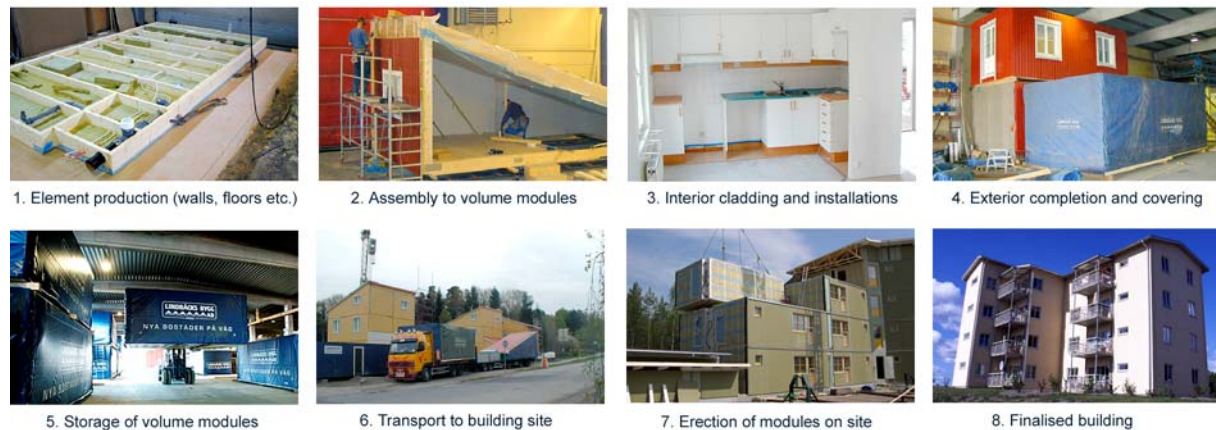 1. Element production (walls, floors etc.)
2. Assembly to volume modules
3. Interior cladding and installations
4. Exterior completion and covering
LINDBÄCKS BYGG
AB
NYA BOSTÄDER PÅ VÄG
5. Storage of volume modules
6. Transport to building site
7. Erection of modules on site
8. Finalised building